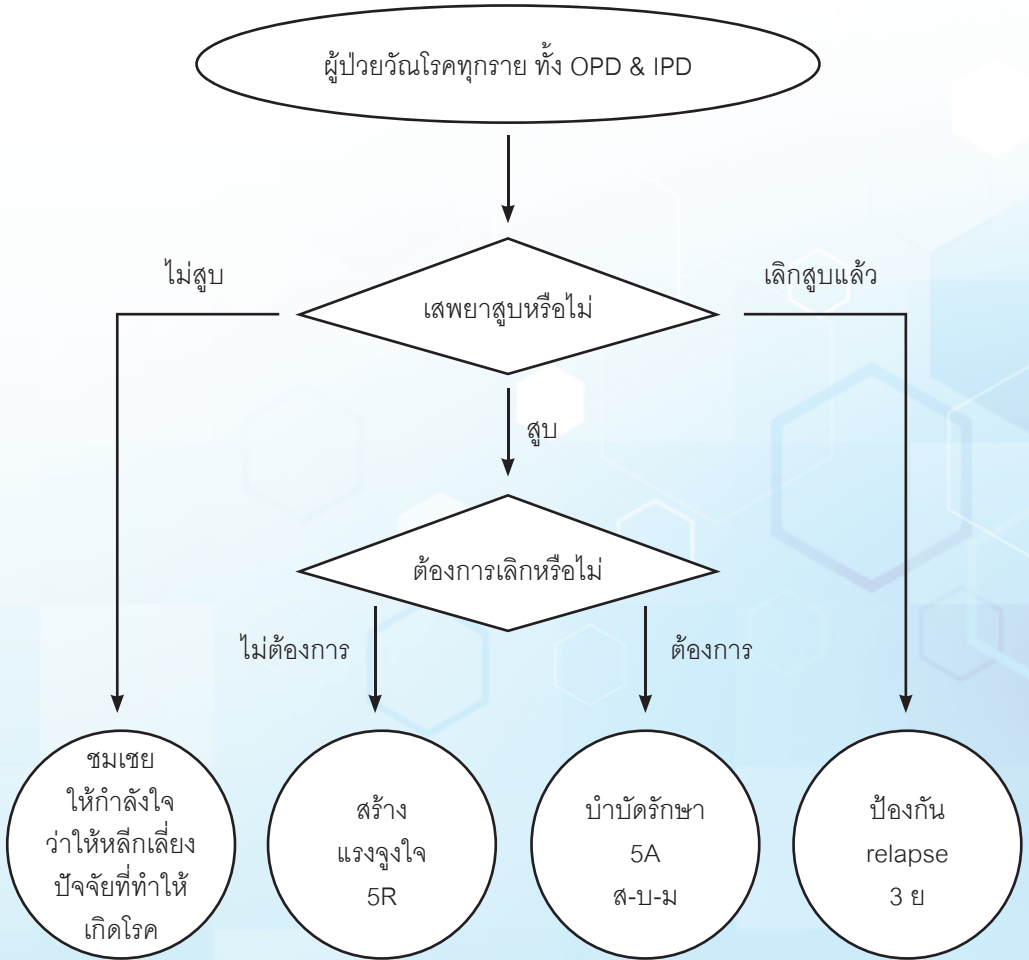 ผู้ป่วยวัณโรคทุกราย ทั้ง OPD & IPD
ไม่สูบ
เลิกสูบแล้ว
เสพยาสูบหรือไม่
สูบ
ต้องการเลิกหรือไม่
ไม่ต้องการ
ต้องการ
ชมเชย
ให้กำลังใจ
ว่าให้หลีกเลี่ยง
ปัจจัยที่ทำให้
เกิดโรค
สร้าง
แรงจูงใจ
5R
บำบัดรักษา
5A
ส-บ-ม
ป้องกัน
relapse
3 ย